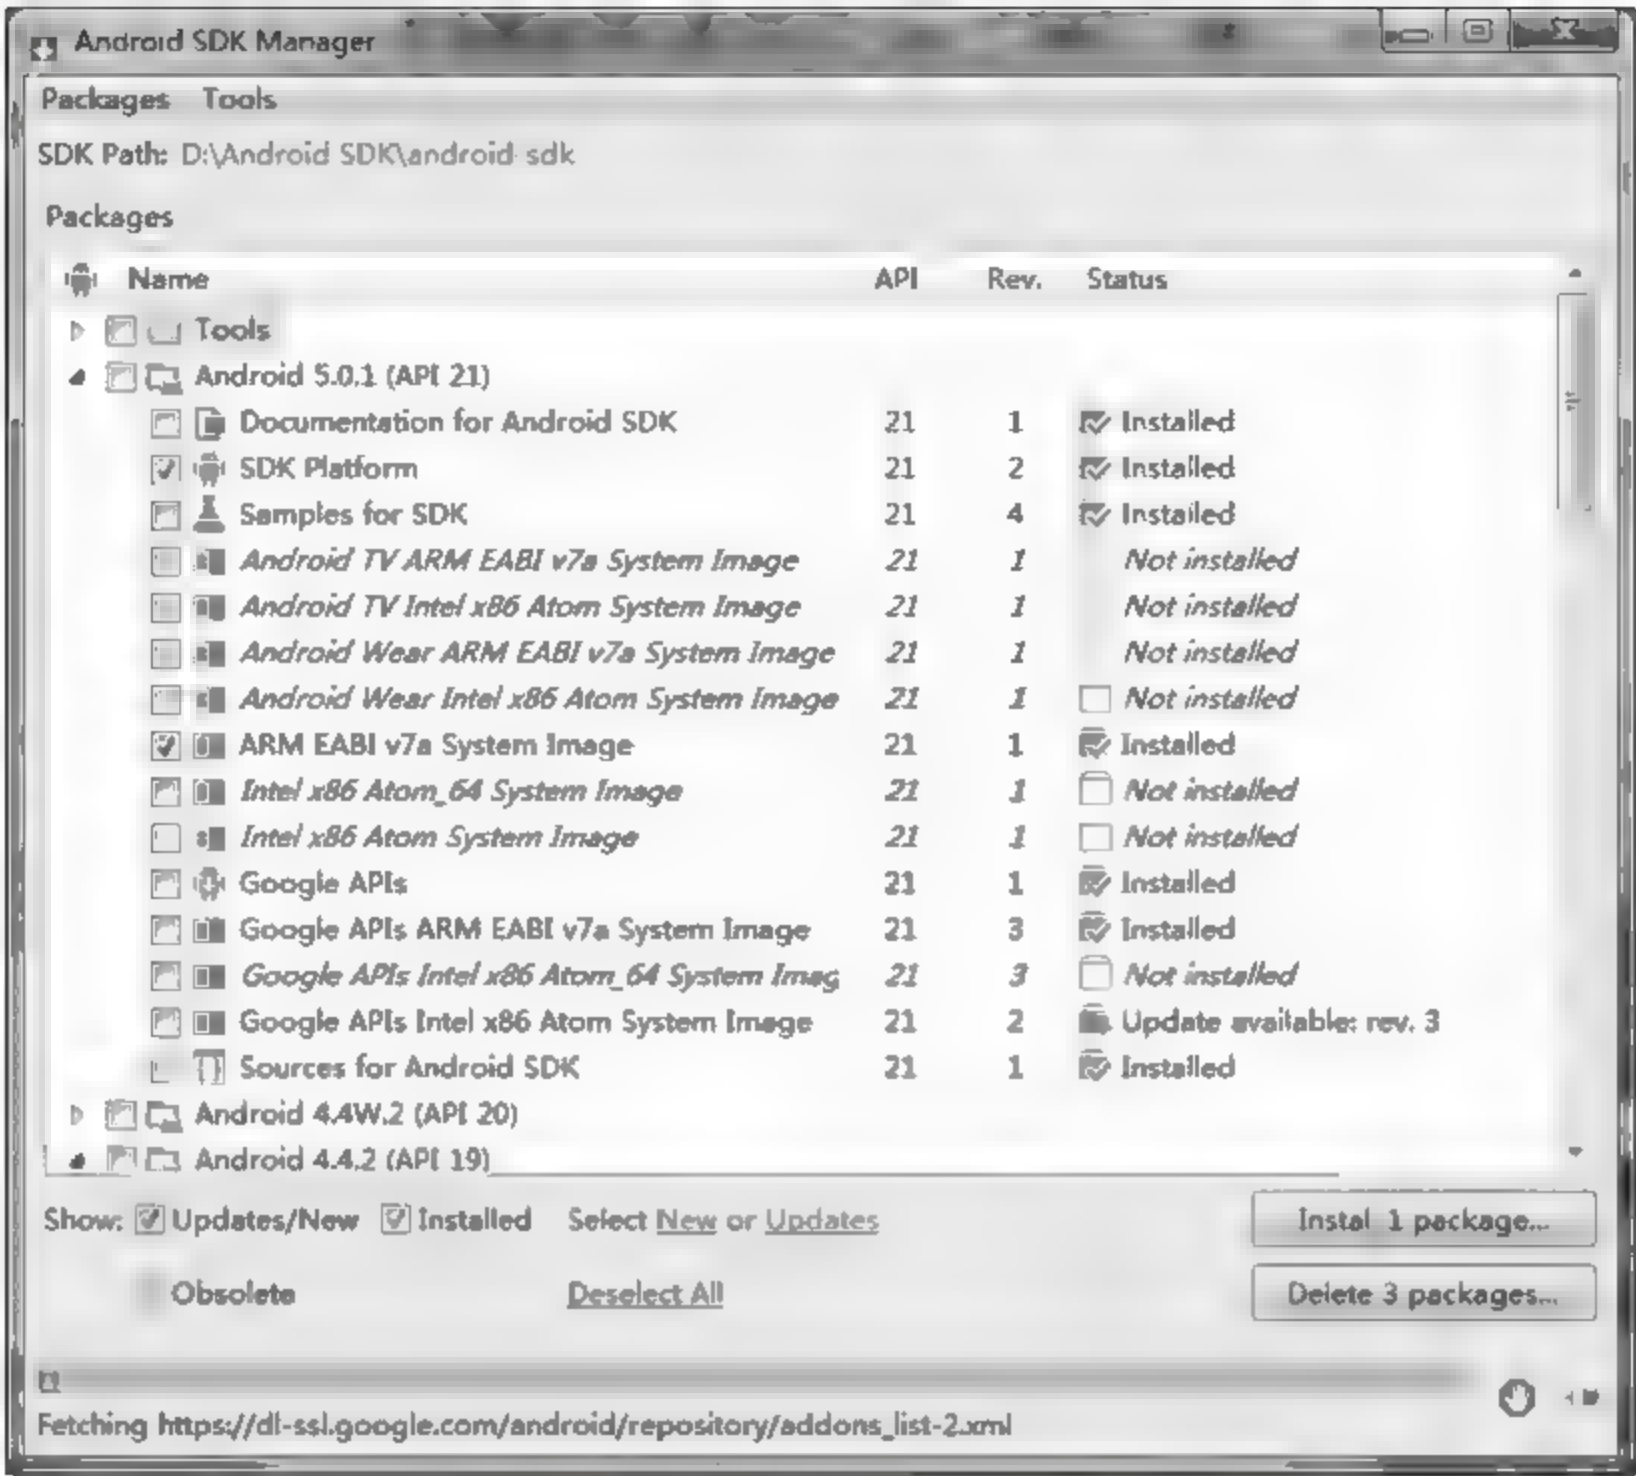 Android SDK Manager
Packages Tools
SDK Path: D:\Android SDK\android-sdk
Packages
Name API Rev. Status
Tools
Android 5.0.1 (API 21)
Documentation for Android SDK 21 1 Installed
SDK Platform 21 2 Installed
Samples for SDK 21 4 Installed
Android TV ARM EABI v7a System Image 21 1 Not installed
Android TV Intel x86 Atom System Image 21 1 Not installed
Android Wear ARM EABI v7a System Image 21 1 Not installed
Android Wear Intel x86 Atom System Image 21 1 Not installed
ARM EABI v7a System Image 21 1 Installed
Intel x86 Atom_64 System Image 21 1 Not installed
Intel x86 Atom System Image 21 1 Not installed
Google APIs 21 1 Installed
Google APIs ARM EABI v7a System Image 21 3 Installed
Google APIs Intel x86 Atom_64 System Imag 21 3 Not installed
Google APIs Intel x86 Atom System Image 21 2 Update available: rev. 3
Sources for Android SDK 21 1 Installed
Android 4.4W.2 (API 20)
Android 4.4.2 (API 19)
Show: Updates/New Installed Select New or Updates Install 1 package...
Obsolete Deselect All Delete 3 packages...
Fetching https://dl-ssl.google.com/android/repository/addons_list-2.xml